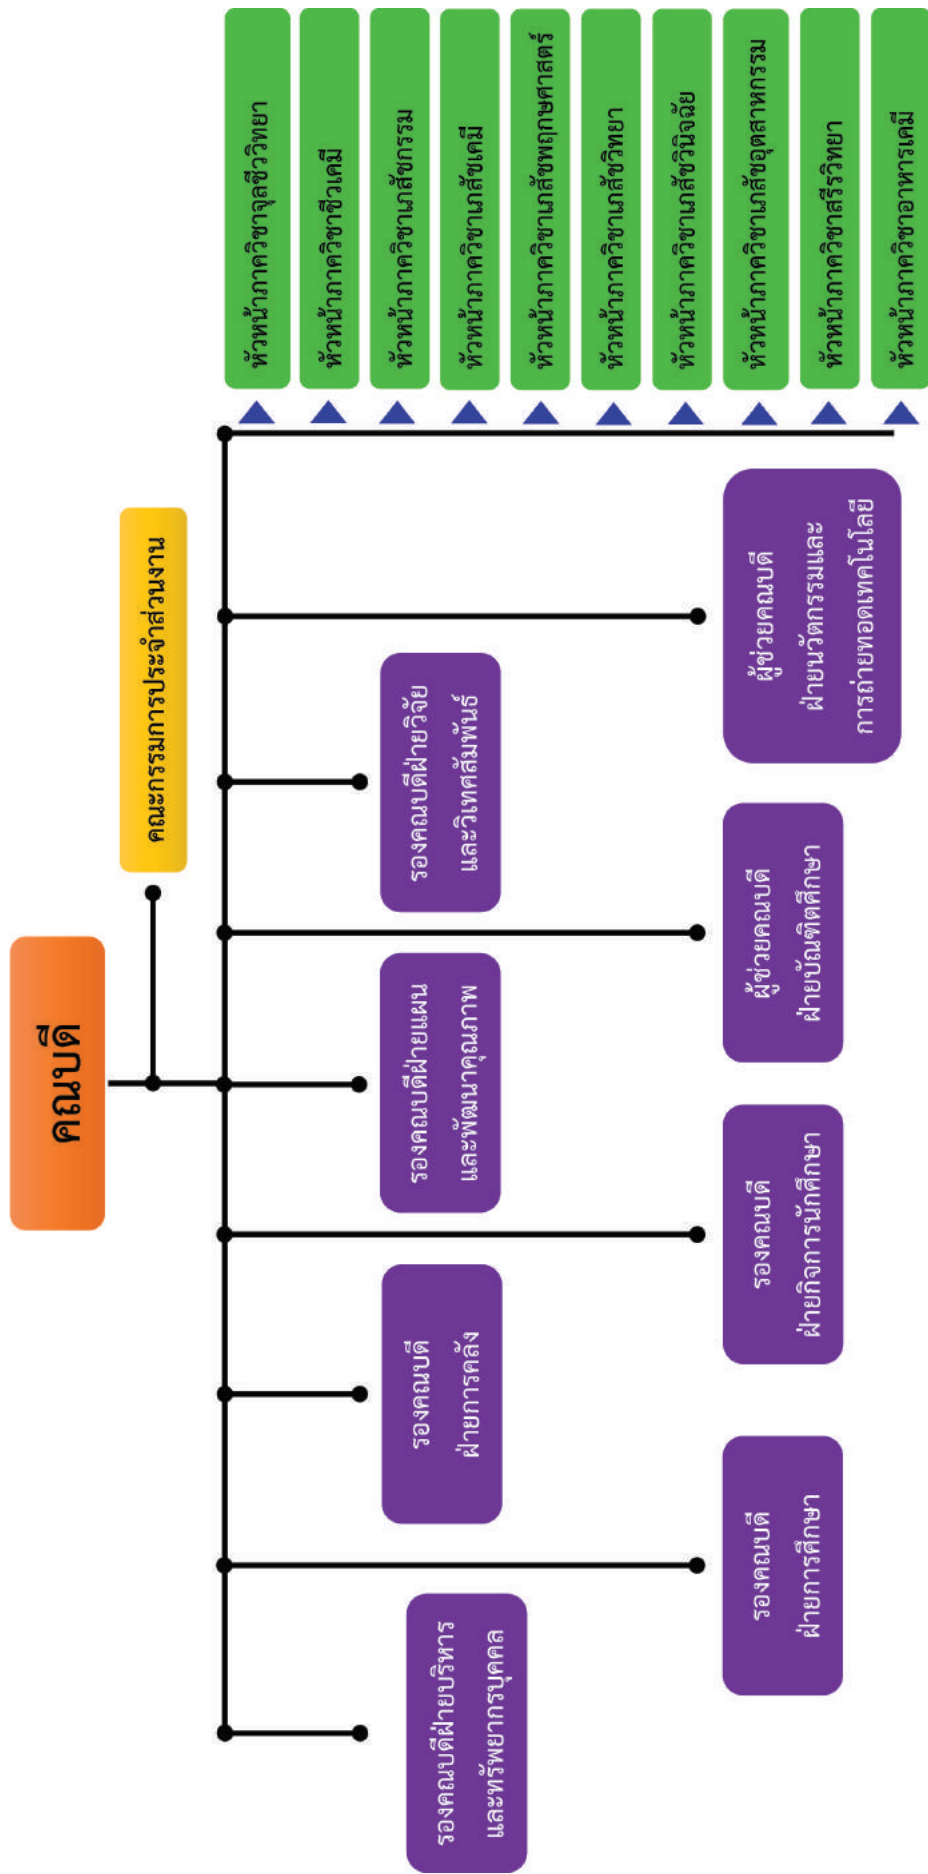 คณบดี
คณะกรรมการประจำส่วนงาน
รองคณบดีฝ่ายบริหาร
และทรัพยากรบุคคล
รองคณบดี
ฝ่ายการคลัง
รองคณบดีฝ่ายแผน
และพัฒนาคุณภาพ
รองคณบดีฝ่ายวิจัย
และวิเทศสัมพันธ์
รองคณบดี
ฝ่ายการศึกษา
รองคณบดี
ฝ่ายกิจการนักศึกษา
ผู้ช่วยคณบดี
ฝ่ายบัณฑิตศึกษา
ผู้ช่วยคณบดี
ฝ่ายนวัตกรรมและ
การถ่ายทอดเทคโนโลยี
หัวหน้าภาควิชาจุลชีววิทยา
หัวหน้าภาควิชาชีวเคมี
หัวหน้าภาควิชาเภสัชกรรม
หัวหน้าภาควิชาเภสัชเคมี
หัวหน้าภาควิชาเภสัชพฤกษศาสตร์
หัวหน้าภาควิชาเภสัชวิทยา
หัวหน้าภาควิชาเภสัชวินิจฉัย
หัวหน้าภาควิชาเภสัชอุตสาหกรรม
หัวหน้าภาควิชาสรีรวิทยา
หัวหน้าภาควิชาอาหารเคมี